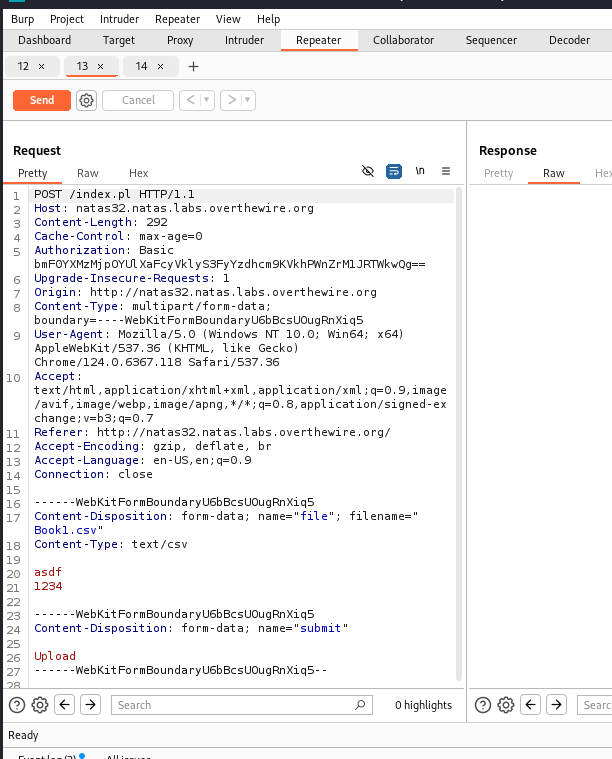 Burp Project Intruder Repeater View Help
Dashboard Target Proxy Intruder Repeater Collaborator Sequencer Decoder
12 × 13 × 14 × +
Send Cancel < ▾ > ▾
Request Response
Pretty Raw Hex \n Pretty Raw Hex
1 POST /index.pl HTTP/1.1
2 Host: natas32.natas.labs.overthewire.org
3 Content-Length: 292
4 Cache-Control: max-age=0
5 Authorization: Basic
bmF0YXMzMjpOYUlXaFcyVklyS3FyYzdhcm9KVkhPWnZrM1JRTWkwQg==
6 Upgrade-Insecure-Requests: 1
7 Origin: http://natas32.natas.labs.overthewire.org
8 Content-Type: multipart/form-data;
boundary=----WebKitFormBoundaryU6bBcsUOugRnXiq5
9 User-Agent: Mozilla/5.0 (Windows NT 10.0; Win64; x64)
AppleWebKit/537.36 (KHTML, like Gecko)
Chrome/124.0.6367.118 Safari/537.36
10 Accept:
text/html,application/xhtml+xml,application/xml;q=0.9,image
/avif,image/webp,image/apng,*/*;q=0.8,application/signed-ex
change;v=b3;q=0.7
11 Referer: http://natas32.natas.labs.overthewire.org/
12 Accept-Encoding: gzip, deflate, br
13 Accept-Language: en-US,en;q=0.9
14 Connection: close
15
16 ------WebKitFormBoundaryU6bBcsUOugRnXiq5
17 Content-Disposition: form-data; name="file"; filename="
Book1.csv"
18 Content-Type: text/csv
19
20 asdf
21 1234
22
23 ------WebKitFormBoundaryU6bBcsUOugRnXiq5
24 Content-Disposition: form-data; name="submit"
25
26 Upload
27 ------WebKitFormBoundaryU6bBcsUOugRnXiq5--
28
Search 0 highlights Search
Ready
Event log All issues